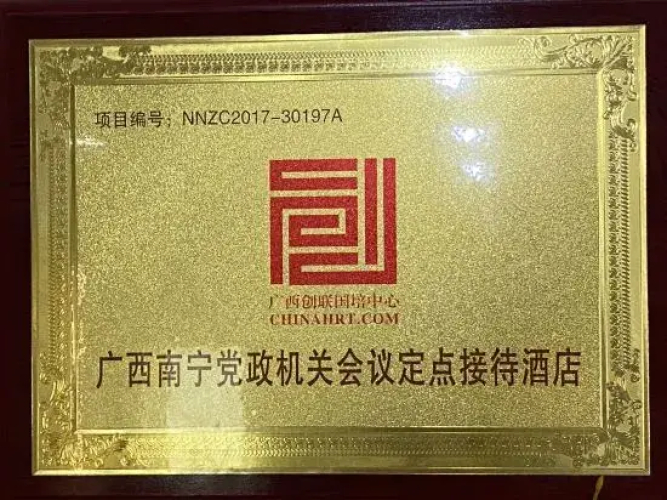 项目编号：NNZC2017-30197A
广西创联国培中心
CHINAHRT.COM
广西南宁党政机关会议定点接待酒店